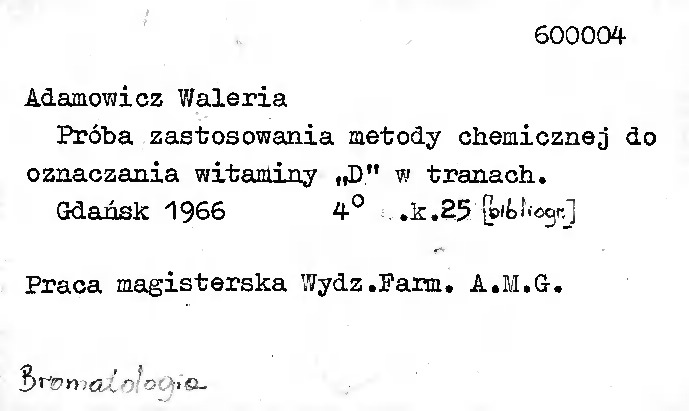 600004
Adamowicz Waleria
Próba zastosowania metody chemicznej do
oznaczania witaminy „D" w tranach.
Gdańsk 1966 4° .k.25 [bibliogr.]
Praca magisterska Wydz.Farm. A.M.G.
Bromatologia